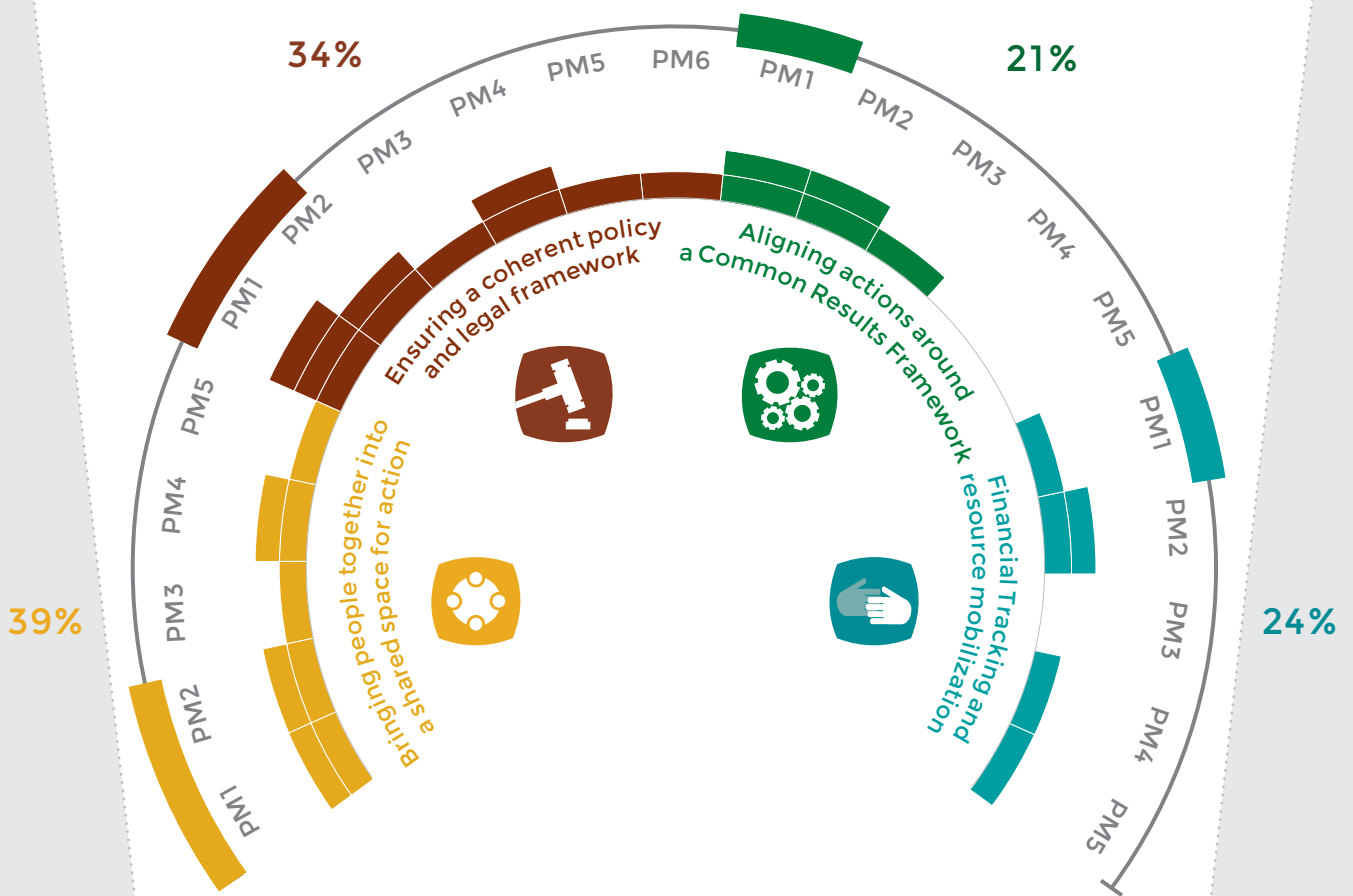 34%
21%
39%
24%
PM1
PM2
PM3
PM4
PM5
PM1
PM2
PM3
PM4
PM5
PM6
PM1
PM2
PM3
PM4
PM5
PM1
PM2
PM3
PM4
PM5
Bringing people together into
a shared space for action
Ensuring a coherent policy
and legal framework
Aligning actions around
a Common Results Framework
Financial Tracking and
resource mobilization